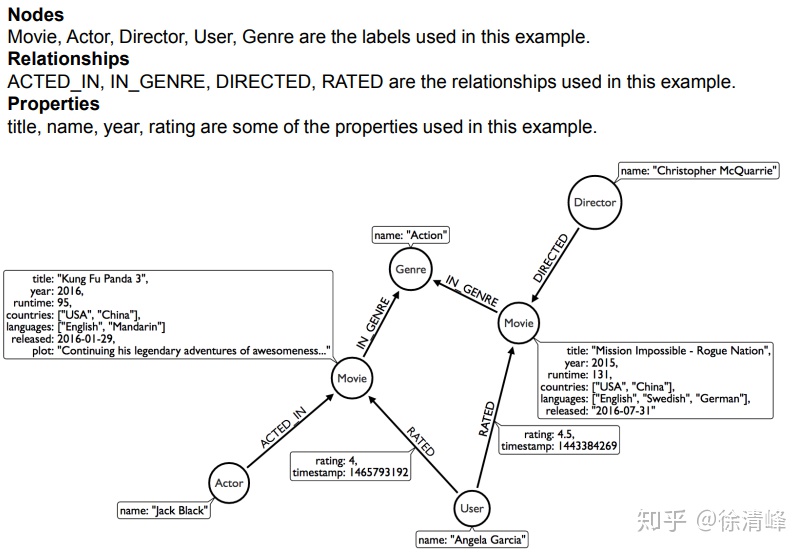 Nodes
Movie, Actor, Director, User, Genre are the labels used in this example.
Relationships
ACTED_IN, IN_GENRE, DIRECTED, RATED are the relationships used in this example.
Properties
title, name, year, rating are some of the properties used in this example.
name: "Christopher McQuarrie"
Director
name: "Action"
Genre
DIRECTED
IN_GENRE
title: "Kung Fu Panda 3",
year: 2016,
runtime: 95,
countries: ["USA", "China"],
languages: ["English", "Mandarin"]
released: 2016-01-29,
plot: "Continuing his legendary adventures of awesomeness..."
IN_GENRE
Movie
title: "Mission Impossible - Rogue Nation",
year: 2015,
runtime: 131,
countries: ["USA", "China"],
languages: ["English", "Swedish", "German"],
released: "2016-07-31"
Movie
ACTED_IN
RATED
RATED
rating: 4.5,
timestamp: 1443384269
rating: 4,
timestamp: 1465793192
Actor
name: "Jack Black"
User
name: "Angela Garcia"
知乎 @徐清峰